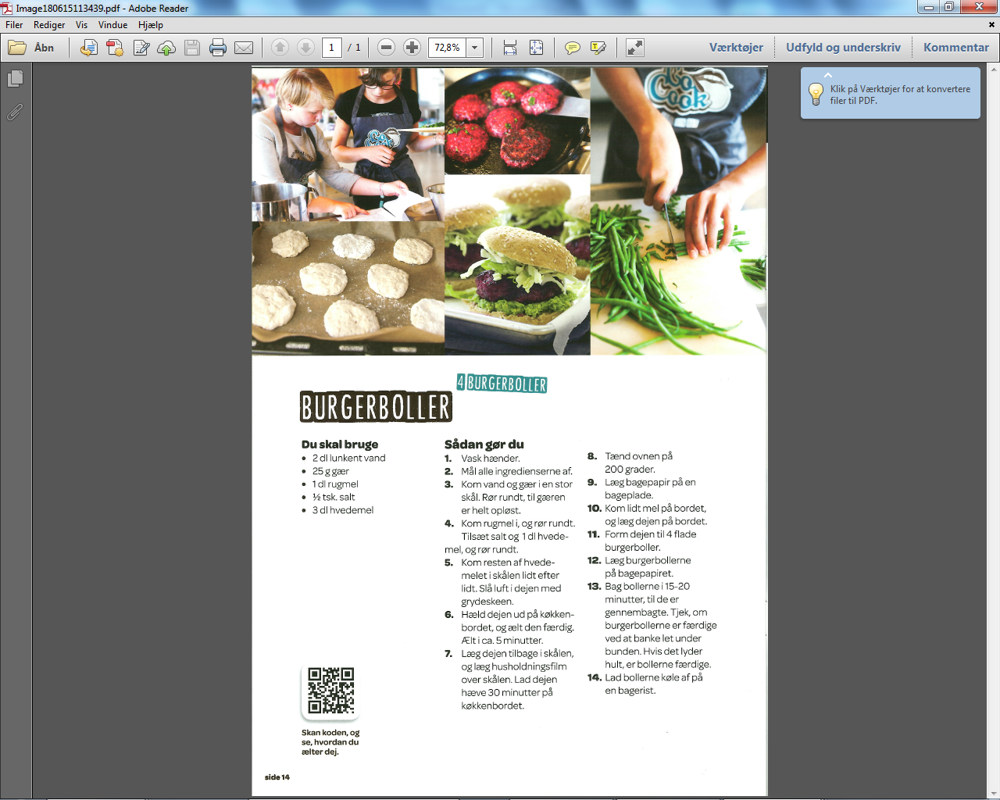 Image180615113439.pdf - Adobe Reader
Filer Rediger Vis Vindue Hjælp
Åbn 1 / 1 72,8% Værktøjer Udfyld og underskriv Kommentar
Klik på Værktøjer for at konvertere
filer til PDF.
Co
Cook
4 BURGERBOLLER
BURGERBOLLER
Du skal bruge
• 2 dl lunkent vand
• 25 g gær
• 1 dl rugmel
• ½ tsk. salt
• 3 dl hvedemel
Sådan gør du
1. Vask hænder.
2. Mål alle ingredienserne af.
3. Kom vand og gær i en stor
skål. Rør rundt, til gæren
er helt opløst.
4. Kom rugmel i, og rør rundt.
Tilsæt salt og 1 dl hvede-
mel, og rør rundt.
5. Kom resten af hvede-
melet i skålen lidt efter
lidt. Slå luft i dejen med
grydeskeen.
6. Hæld dejen ud på køkken-
bordet, og ælt den færdig.
Ælt i ca. 5 minutter.
7. Læg dejen tilbage i skålen,
og læg husholdningsfilm
over skålen. Lad dejen
hæve 30 minutter på
køkkenbordet.
8. Tænd ovnen på
200 grader.
9. Læg bagepapir på en
bageplade.
10. Kom lidt mel på bordet,
og læg dejen på bordet.
11. Form dejen til 4 flade
burgerboller.
12. Læg burgerbollerne
på bagepapiret.
13. Bag bollerne i 15-20
minutter, til de er
gennembagte. Tjek, om
burgerbollerne er færdige
ved at banke let under
bunden. Hvis det lyder
hult, er bollerne færdige.
14. Lad bollerne køle af på
en bagerist.
Skan koden, og
se, hvordan du
ælter dej.
side 14